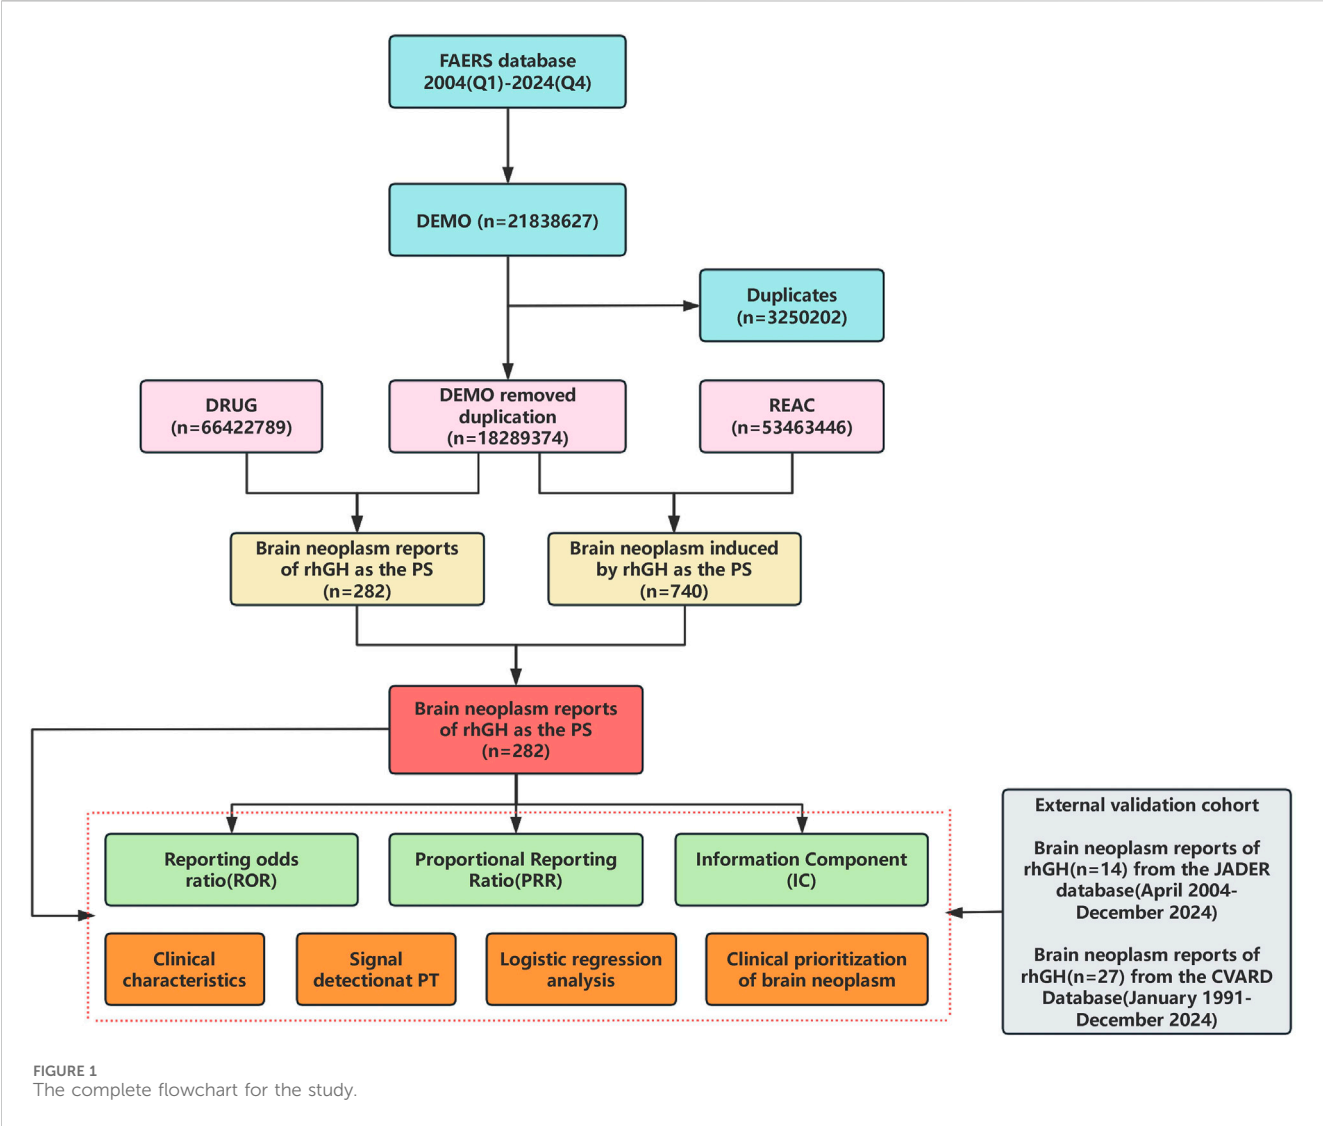 FAERS database
2004(Q1)-2024(Q4)
DEMO (n=21838627)
Duplicates
(n=3250202)
DRUG
(n=66422789)
DEMO removed
duplication
(n=18289374)
REAC
(n=53463446)
Brain neoplasm reports
of rhGH as the PS
(n=282)
Brain neoplasm induced
by rhGH as the PS
(n=740)
Brain neoplasm reports
of rhGH as the PS
(n=282)
Reporting odds
ratio(ROR)
Proportional Reporting
Ratio(PRR)
Information Component
(IC)
Clinical
characteristics
Signal
detectionat PT
Logistic regression
analysis
Clinical prioritization
of brain neoplasm
External validation cohort
Brain neoplasm reports of
rhGH(n=14) from the JADER
database(April 2004-
December 2024)
Brain neoplasm reports of
rhGH(n=27) from the CVARD
Database(January 1991-
December 2024)
FIGURE 1
The complete flowchart for the study.